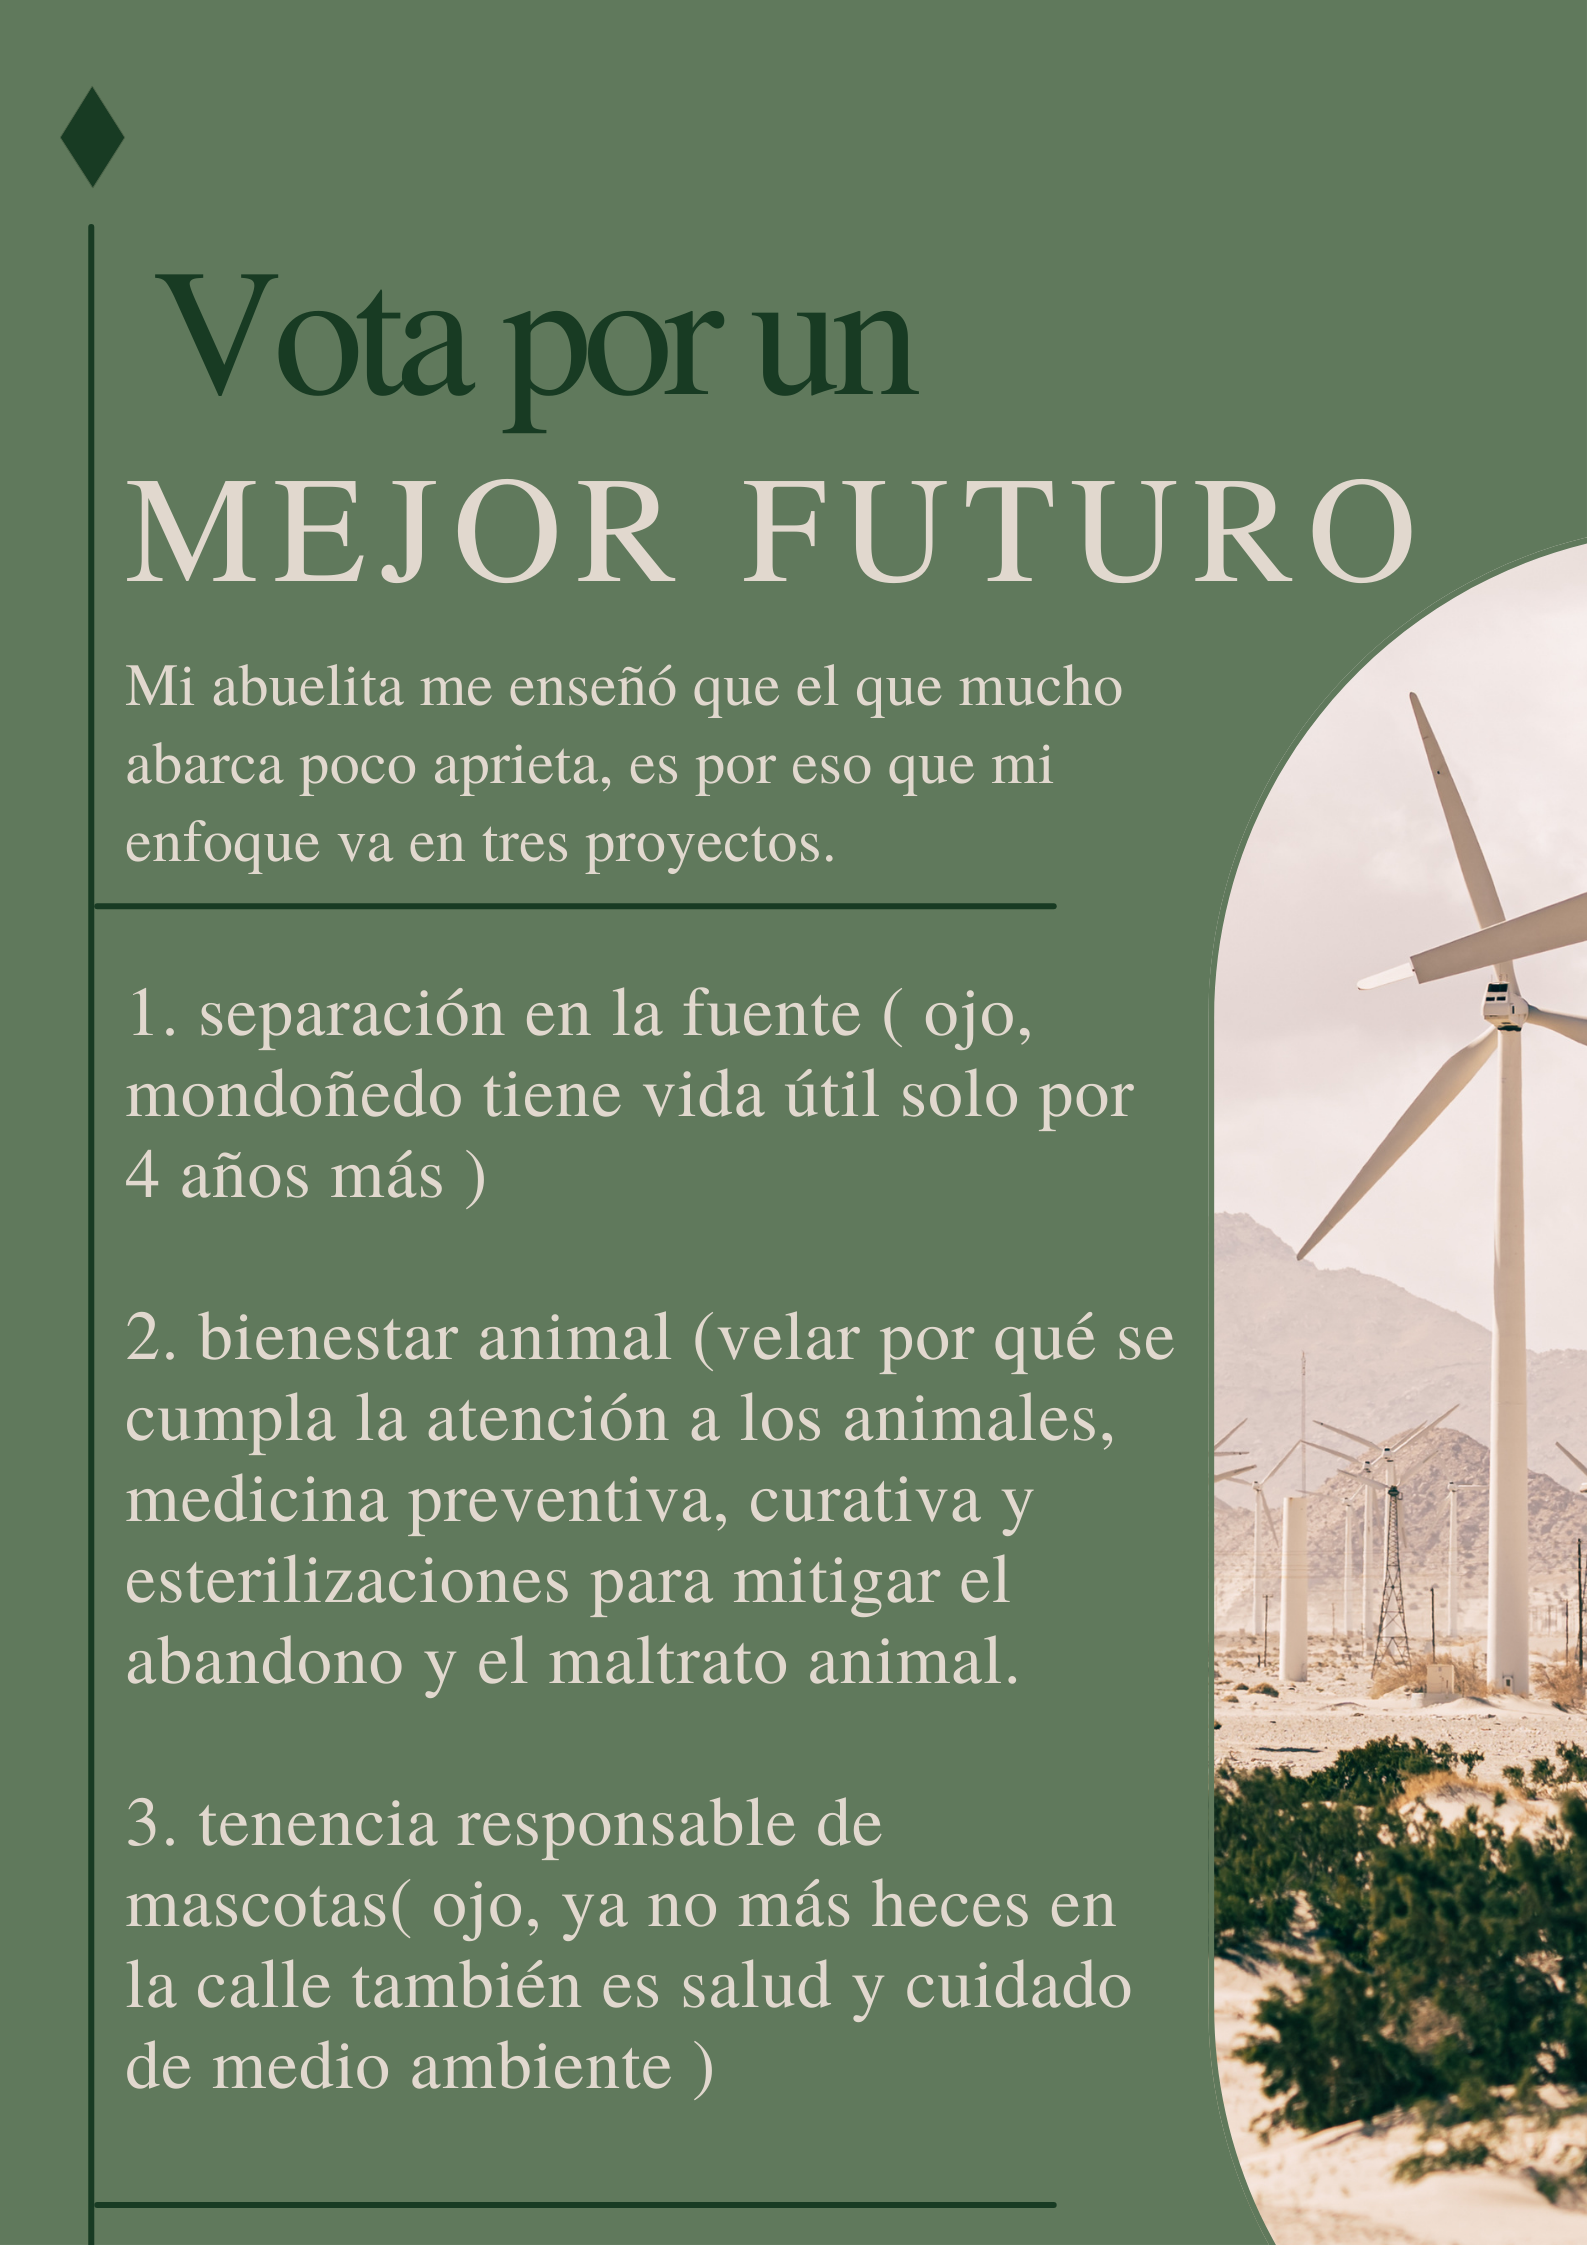 Vota por un
MEJOR FUTURO
Mi abuelita me enseñó que el que mucho
abarca poco aprieta, es por eso que mi
enfoque va en tres proyectos.
1. separación en la fuente ( ojo,
mondoñedo tiene vida útil solo por
4 años más )
2. bienestar animal (velar por qué se
cumpla la atención a los animales,
medicina preventiva, curativa y
esterilizaciones para mitigar el
abandono y el maltrato animal.
3. tenencia responsable de
mascotas( ojo, ya no más heces en
la calle también es salud y cuidado
de medio ambiente )